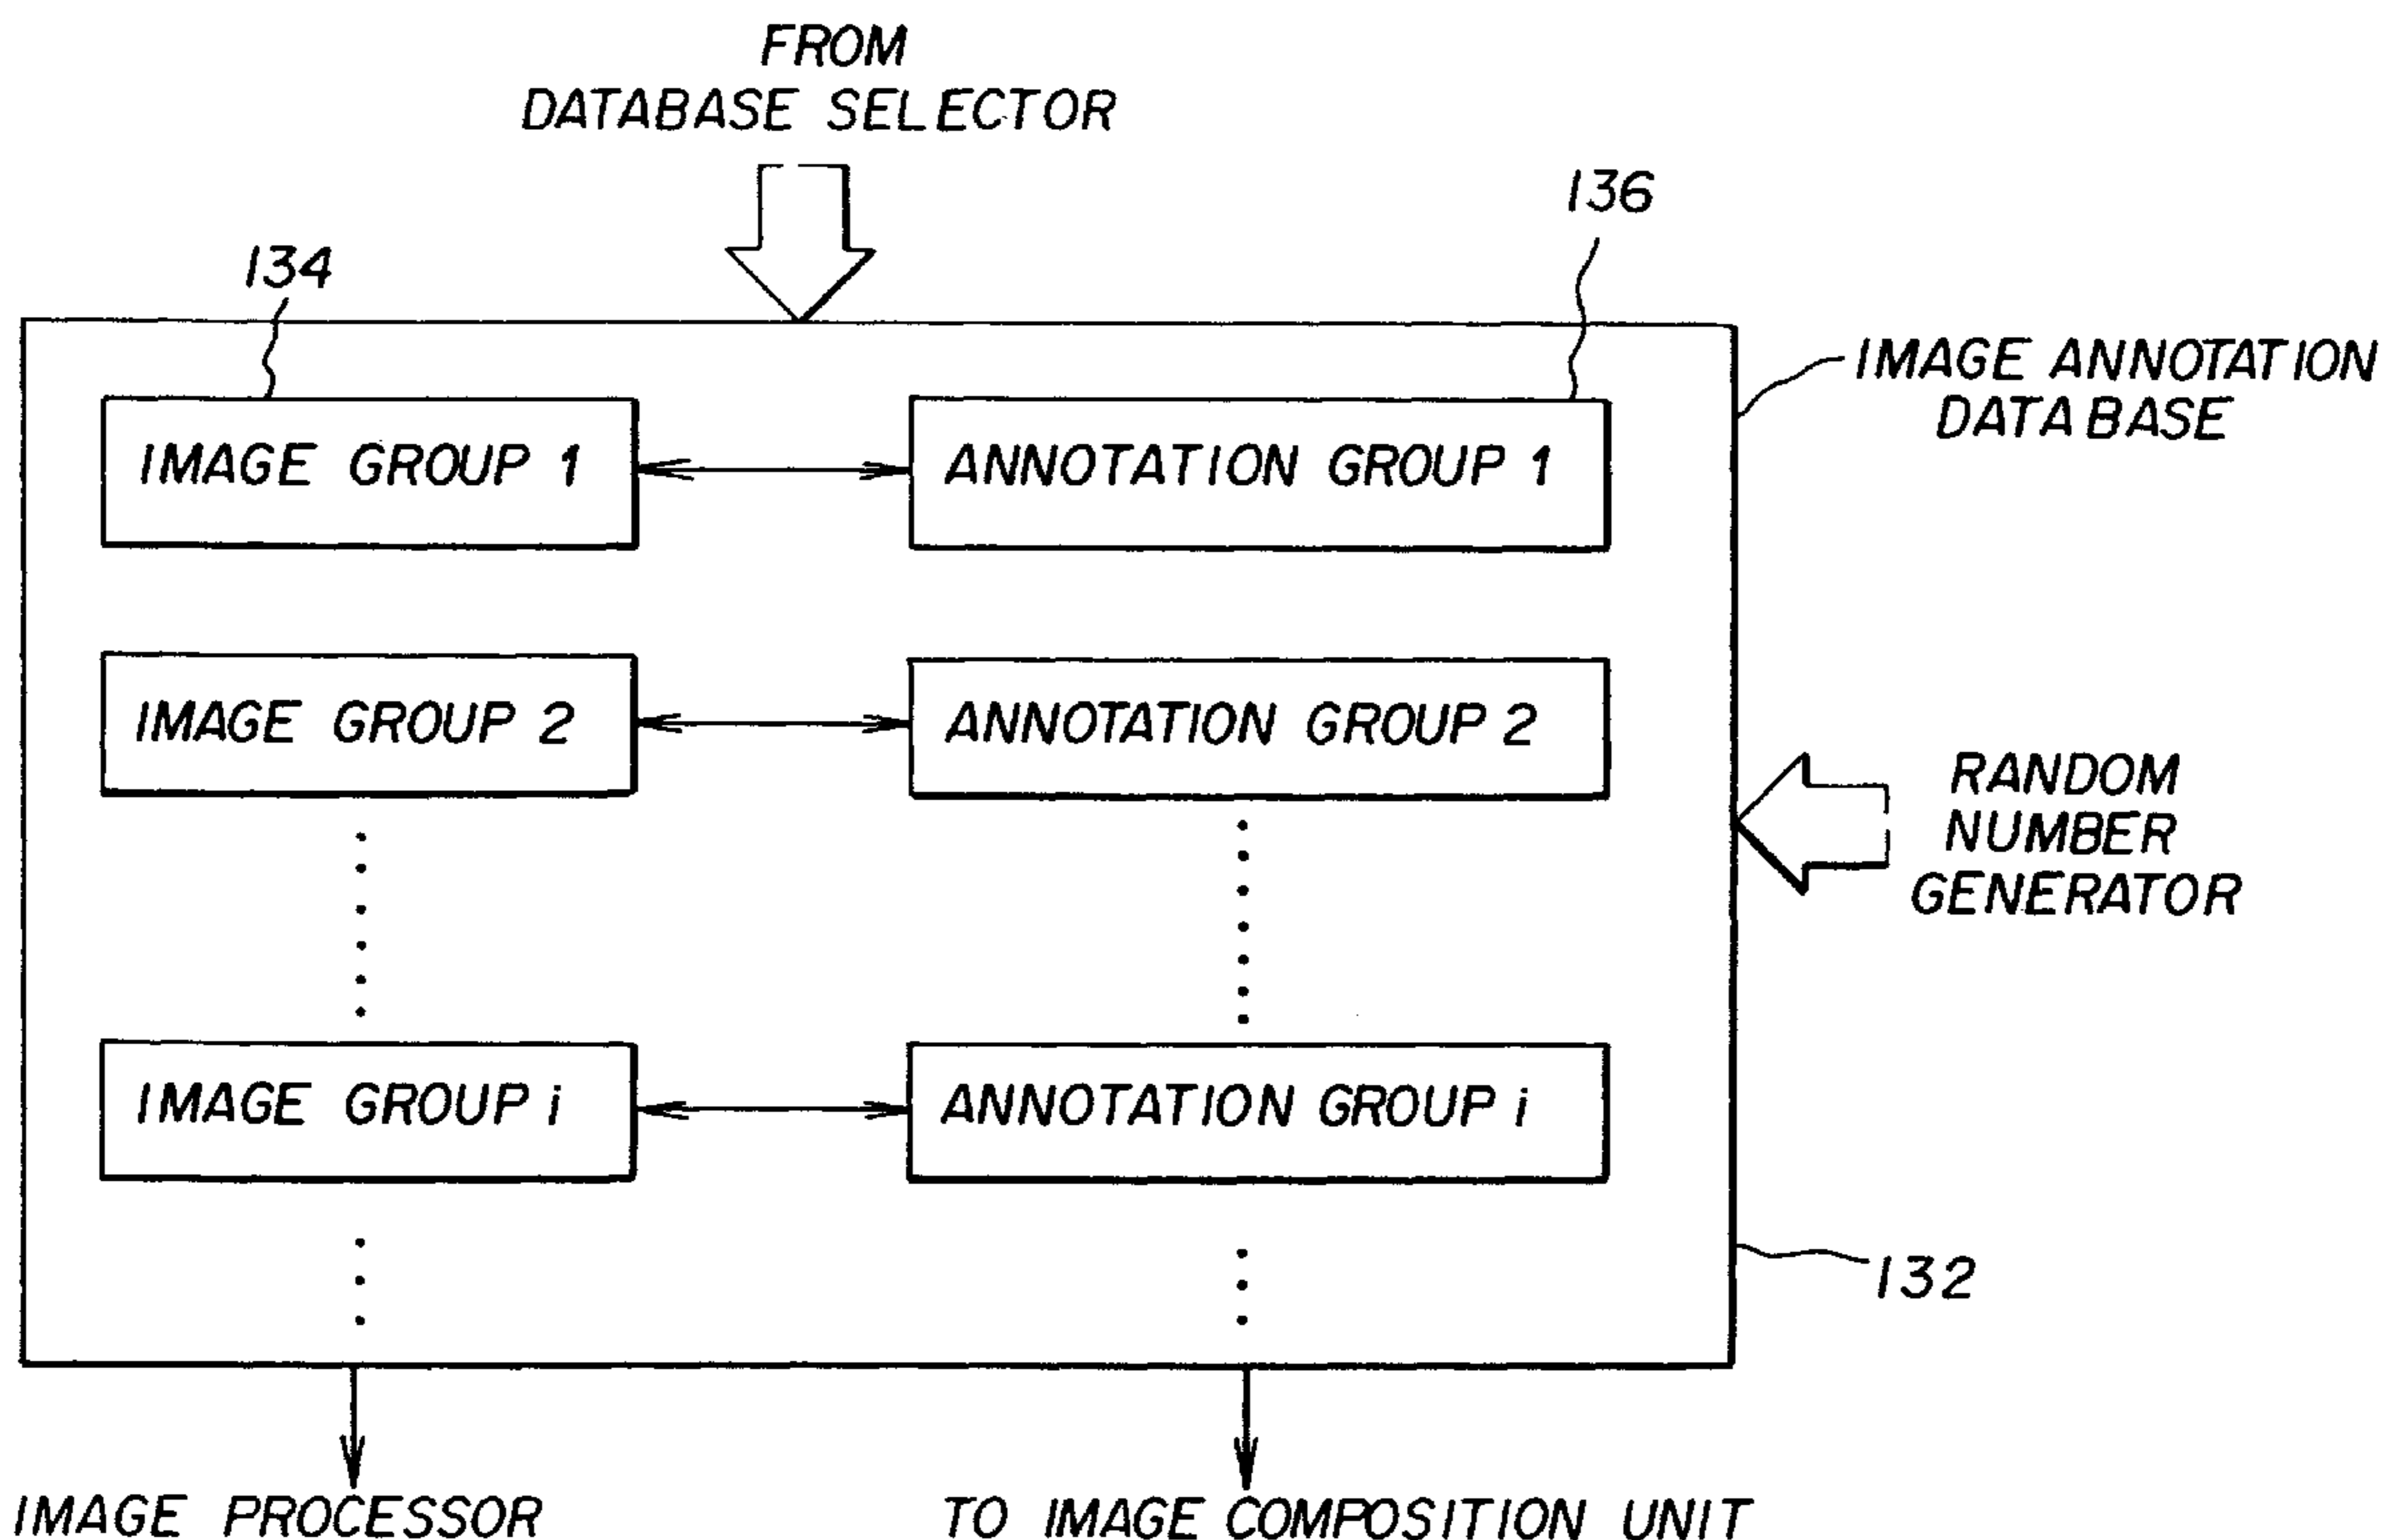 FROM
DATABASE SELECTOR
136
134
IMAGE ANNOTATION
DATABASE
IMAGE GROUP 1
ANNOTATION GROUP 1
IMAGE GROUP 2
ANNOTATION GROUP 2
RANDOM
NUMBER
GENERATOR
IMAGE GROUP i
ANNOTATION GROUP i
132
IMAGE PROCESSOR
TO IMAGE COMPOSITION UNIT